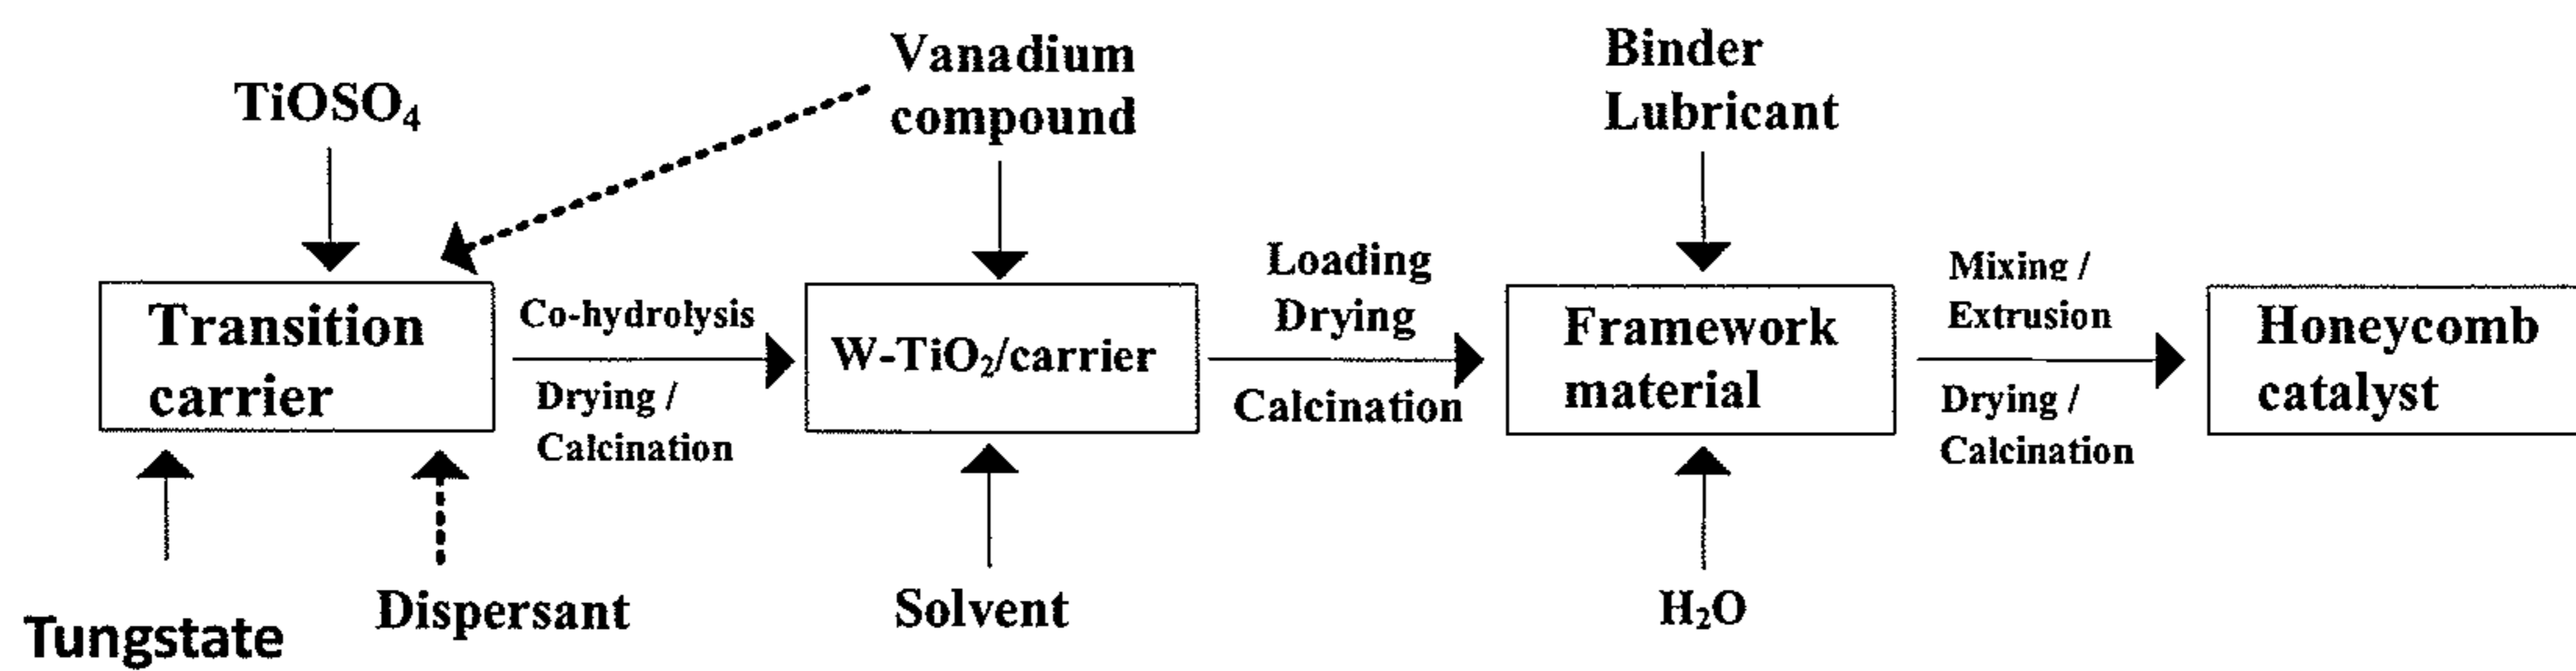 TiOSO₄
Vanadium
compound
Binder
Lubricant
Transition
carrier
Co-hydrolysis
Drying /
Calcination
W-TiO₂/carrier
Loading
Drying
Calcination
Framework
material
Mixing /
Extrusion
Drying /
Calcination
Honeycomb
catalyst
Tungstate
Dispersant
Solvent
H₂O